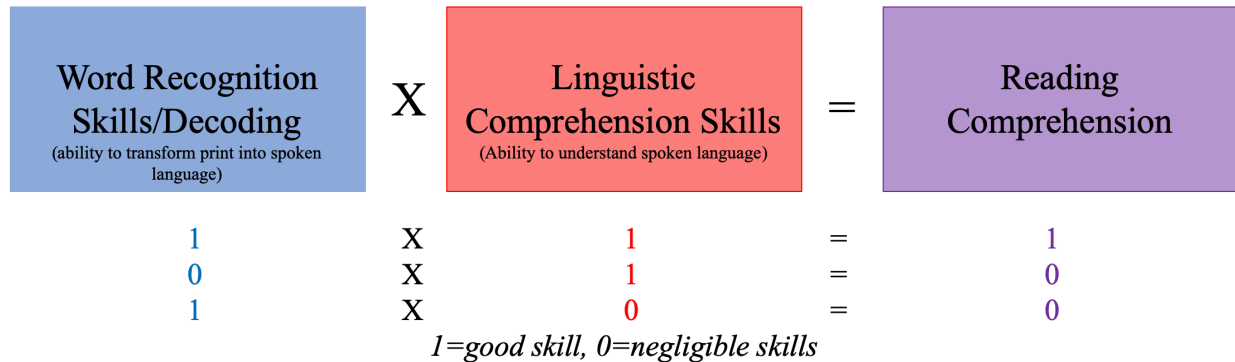 Word Recognition
Skills/Decoding
(ability to transform print into spoken
language)
X
Linguistic
Comprehension Skills
(Ability to understand spoken language)
=
Reading
Comprehension
1 X 1 = 1
0 X 1 = 0
1 X 0 = 0
1=good skill, 0=negligible skills